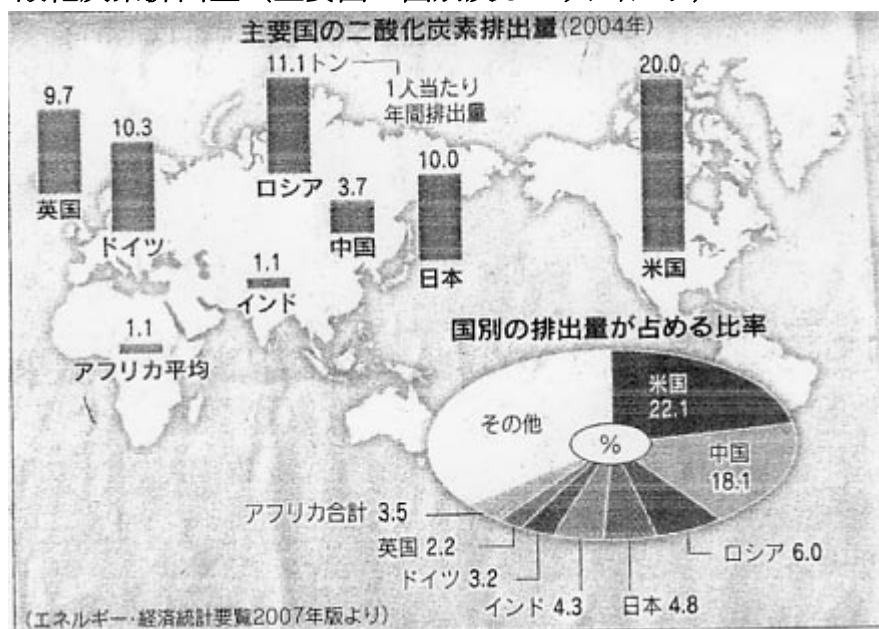 主要国の二酸化炭素排出量(2004年)
11.1トン
1人当たり
年間排出量
20.0
9.7
10.3
ロシア
3.7
10.0
英国
ドイツ
中国
日本
米国
1.1
インド
1.1
アフリカ平均
国別の排出量が占める比率
米国
22.1
その他
%
中国
18.1
アフリカ合計 3.5
英国 2.2
ロシア 6.0
ドイツ 3.2
インド 4.3
日本 4.8
(エネルギー・経済統計要覧2007年版より)